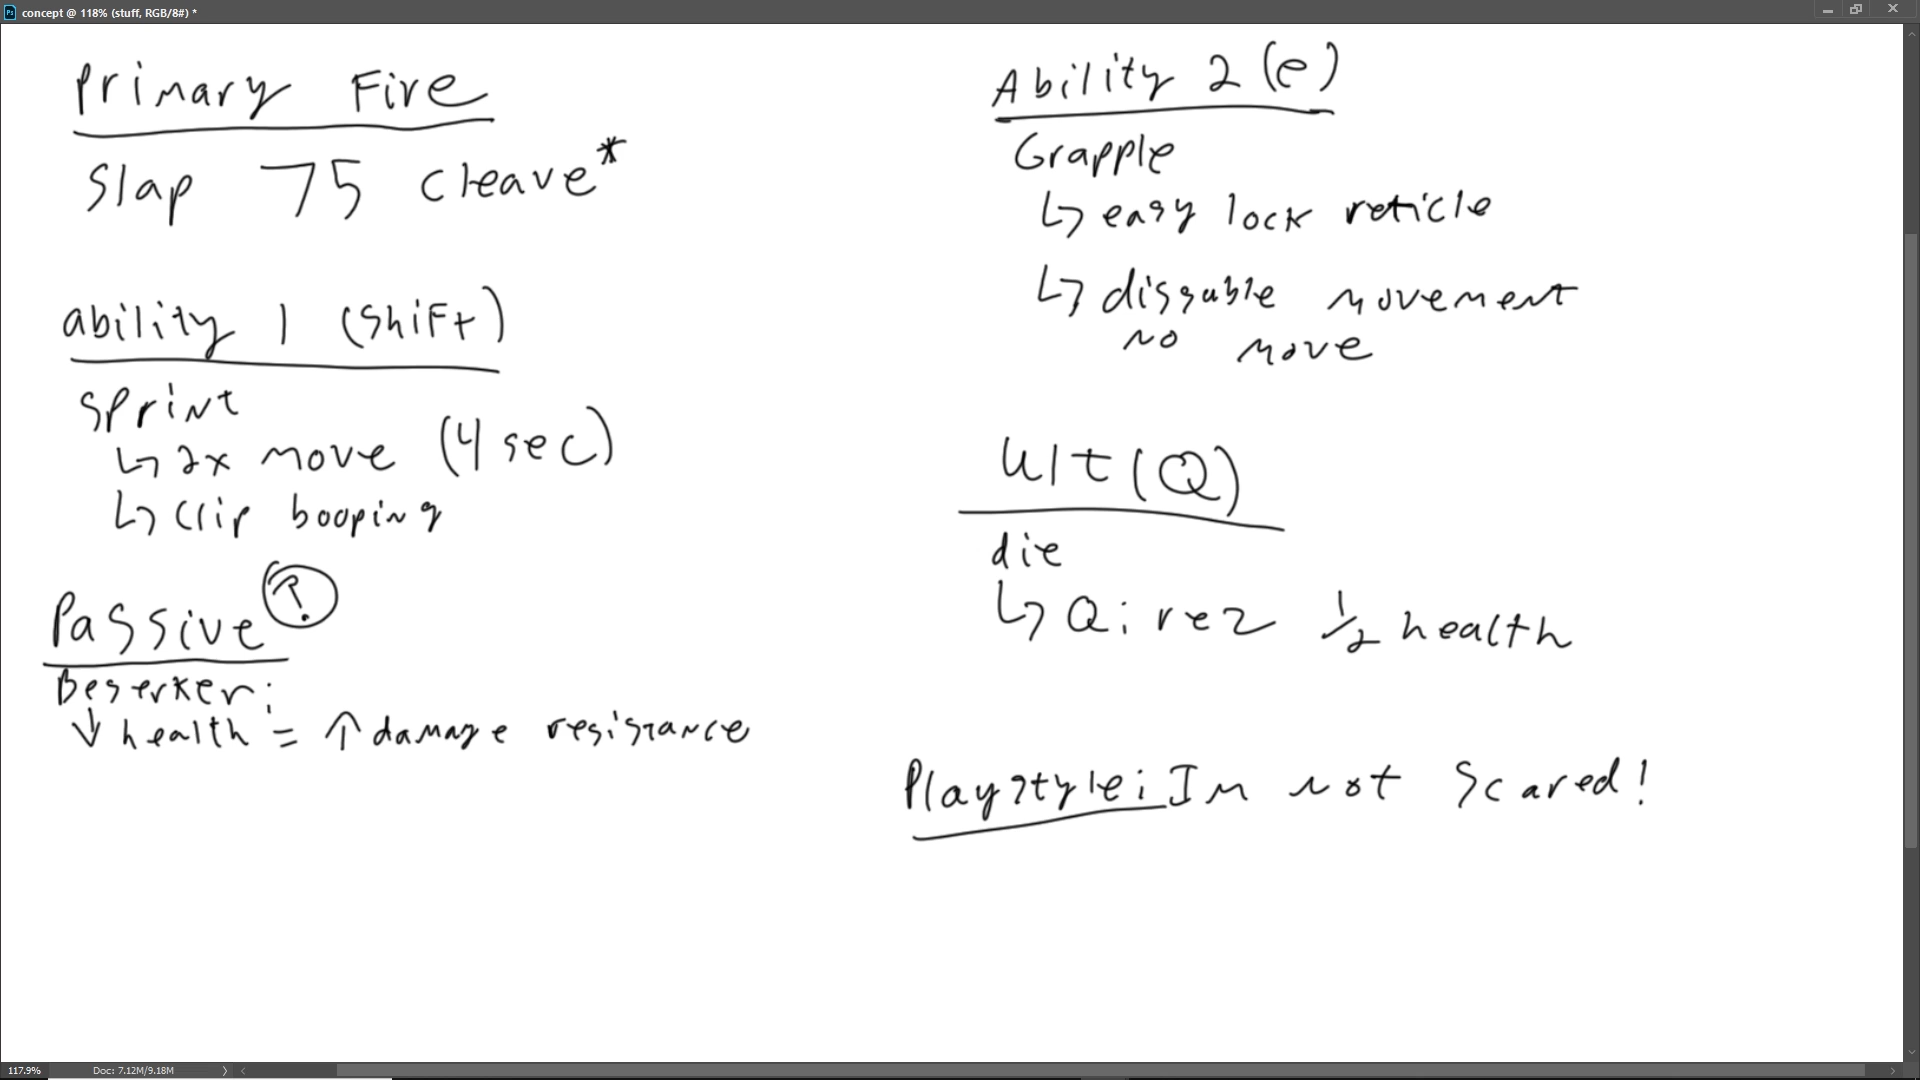 concept @ 118% (stuff, RGB/8#) *
Primary Fire
Slap 75 cleave*
ability 1 (shift)
sprint
↳ 2x move (4 sec)
↳ clip booping
Passive ?
Beserker:
↓ health = ↑ damage resistance
Ability 2 (e)
Grapple
↳ easy lock reticle
↳ dissable movement
no move
Ult (Q)
die
↳ Q: rez 1/2 health
Playstyle: Im not scared!
117.9% Doc: 7.12M/9.18M